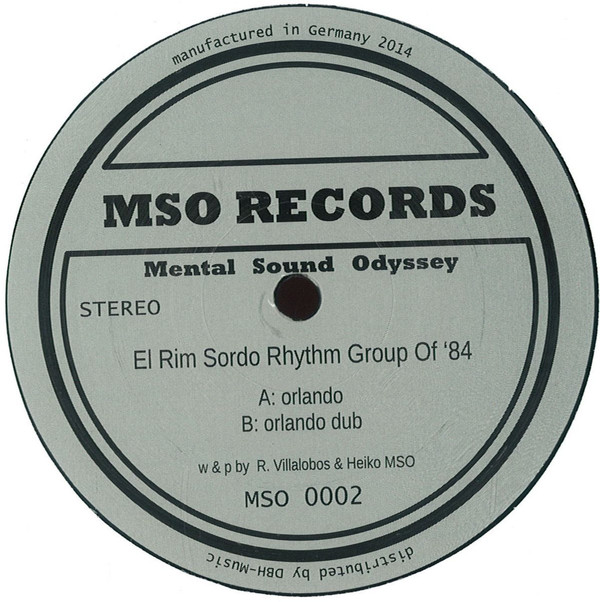 manufactured in Germany 2014
MSO RECORDS
Mental Sound Odyssey
STEREO
El Rim Sordo Rhythm Group Of ‘84
A: orlando
B: orlando dub
w & p by R. Villalobos & Heiko MSO
MSO 0002
distributed by DBH-Music